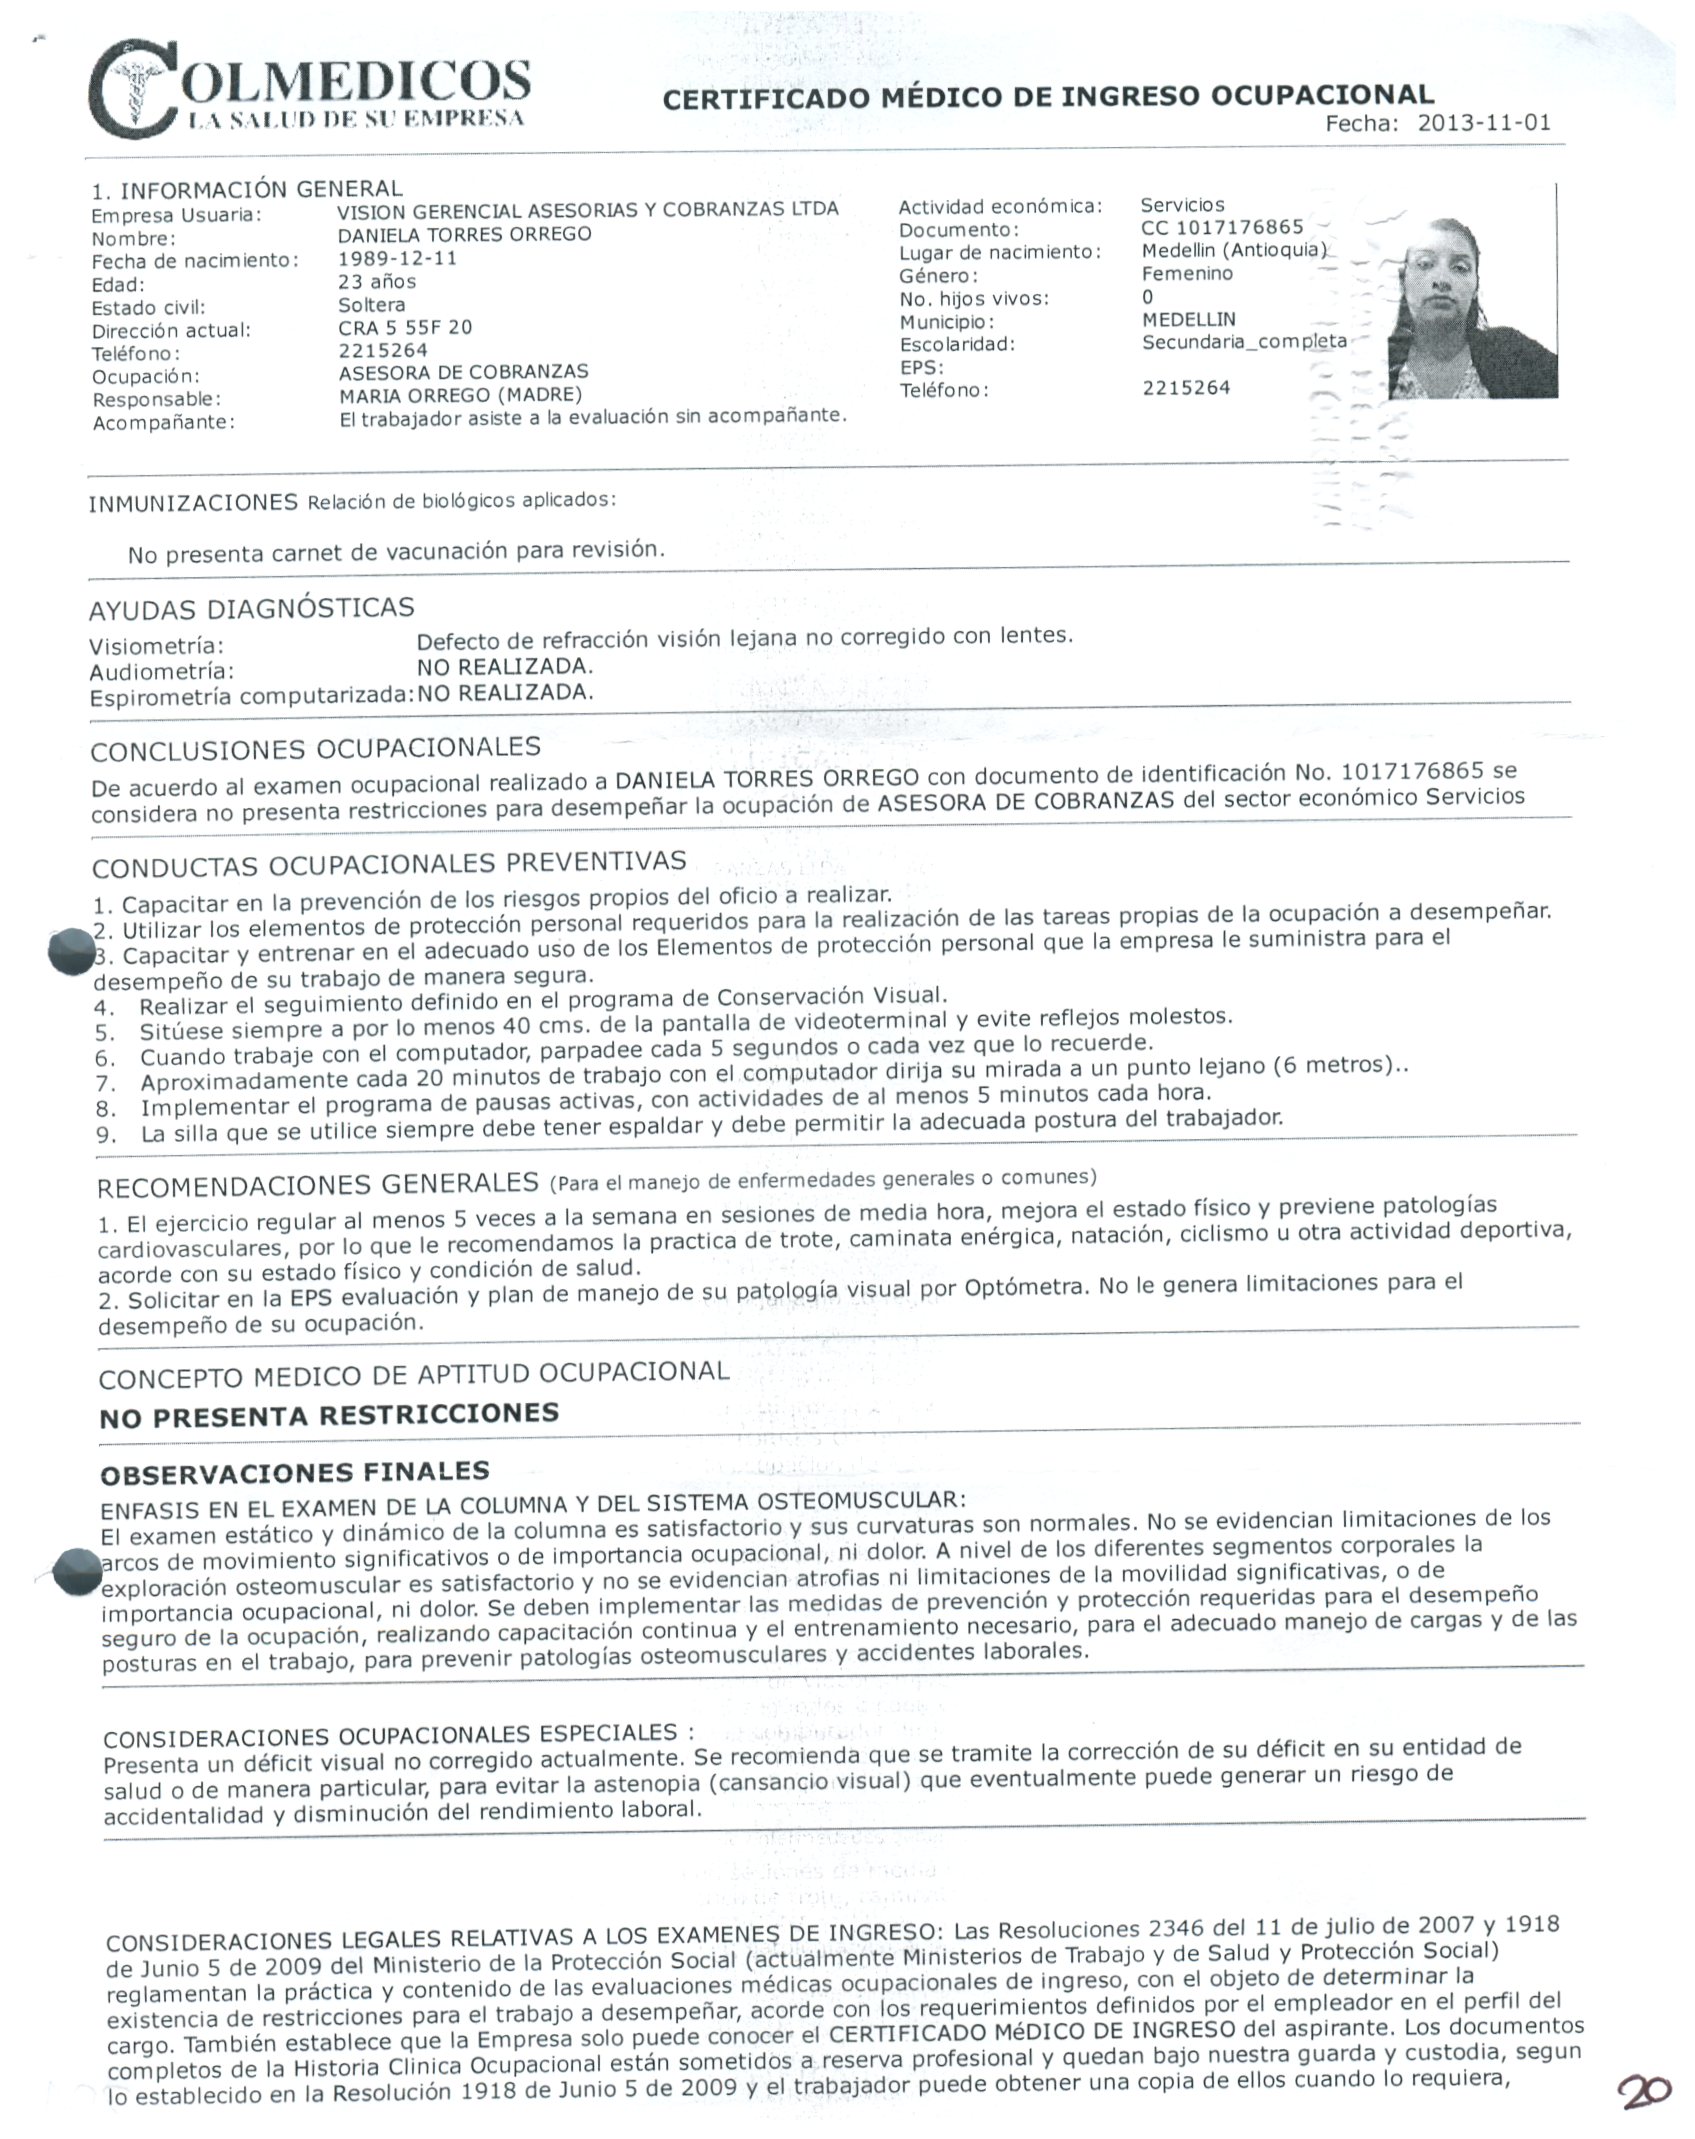 COLMEDICOS
LA SALUD DE SU EMPRESA
CERTIFICADO MÉDICO DE INGRESO OCUPACIONAL
Fecha: 2013-11-01
1. INFORMACIÓN GENERAL
Empresa Usuaria: VISION GERENCIAL ASESORIAS Y COBRANZAS LTDA Actividad económica: Servicios
Nombre: DANIELA TORRES ORREGO Documento: CC 1017176865
Fecha de nacimiento: 1989-12-11 Lugar de nacimiento: Medellin (Antioquia)
Edad: 23 años Género: Femenino
Estado civil: Soltera No. hijos vivos: 0
Dirección actual: CRA 5 55F 20 Municipio: MEDELLIN
Teléfono: 2215264 Escolaridad: Secundaria_completa
Ocupación: ASESORA DE COBRANZAS EPS:
Responsable: MARIA ORREGO (MADRE) Teléfono: 2215264
Acompañante: El trabajador asiste a la evaluación sin acompañante.
INMUNIZACIONES Relación de biológicos aplicados:
No presenta carnet de vacunación para revisión.
AYUDAS DIAGNÓSTICAS
Visiometría: Defecto de refracción visión lejana no corregido con lentes.
Audiometría: NO REALIZADA.
Espirometría computarizada: NO REALIZADA.
CONCLUSIONES OCUPACIONALES
De acuerdo al examen ocupacional realizado a DANIELA TORRES ORREGO con documento de identificación No. 1017176865 se
considera no presenta restricciones para desempeñar la ocupación de ASESORA DE COBRANZAS del sector económico Servicios
CONDUCTAS OCUPACIONALES PREVENTIVAS
1. Capacitar en la prevención de los riesgos propios del oficio a realizar.
2. Utilizar los elementos de protección personal requeridos para la realización de las tareas propias de la ocupación a desempeñar.
3. Capacitar y entrenar en el adecuado uso de los Elementos de protección personal que la empresa le suministra para el
desempeño de su trabajo de manera segura.
4. Realizar el seguimiento definido en el programa de Conservación Visual.
5. Sitúese siempre a por lo menos 40 cms. de la pantalla de videoterminal y evite reflejos molestos.
6. Cuando trabaje con el computador, parpadee cada 5 segundos o cada vez que lo recuerde.
7. Aproximadamente cada 20 minutos de trabajo con el computador dirija su mirada a un punto lejano (6 metros)..
8. Implementar el programa de pausas activas, con actividades de al menos 5 minutos cada hora.
9. La silla que se utilice siempre debe tener espaldar y debe permitir la adecuada postura del trabajador.
RECOMENDACIONES GENERALES (Para el manejo de enfermedades generales o comunes)
1. El ejercicio regular al menos 5 veces a la semana en sesiones de media hora, mejora el estado físico y previene patologías
cardiovasculares, por lo que le recomendamos la practica de trote, caminata enérgica, natación, ciclismo u otra actividad deportiva,
acorde con su estado físico y condición de salud.
2. Solicitar en la EPS evaluación y plan de manejo de su patología visual por Optómetra. No le genera limitaciones para el
desempeño de su ocupación.
CONCEPTO MEDICO DE APTITUD OCUPACIONAL
NO PRESENTA RESTRICCIONES
OBSERVACIONES FINALES
ENFASIS EN EL EXAMEN DE LA COLUMNA Y DEL SISTEMA OSTEOMUSCULAR:
El examen estático y dinámico de la columna es satisfactorio y sus curvaturas son normales. No se evidencian limitaciones de los
arcos de movimiento significativos o de importancia ocupacional, ni dolor. A nivel de los diferentes segmentos corporales la
exploración osteomuscular es satisfactorio y no se evidencian atrofias ni limitaciones de la movilidad significativas, o de
importancia ocupacional, ni dolor. Se deben implementar las medidas de prevención y protección requeridas para el desempeño
seguro de la ocupación, realizando capacitación continua y el entrenamiento necesario, para el adecuado manejo de cargas y de las
posturas en el trabajo, para prevenir patologías osteomusculares y accidentes laborales.
CONSIDERACIONES OCUPACIONALES ESPECIALES :
Presenta un déficit visual no corregido actualmente. Se recomienda que se tramite la corrección de su déficit en su entidad de
salud o de manera particular, para evitar la astenopia (cansancio visual) que eventualmente puede generar un riesgo de
accidentalidad y disminución del rendimiento laboral.
CONSIDERACIONES LEGALES RELATIVAS A LOS EXAMENES DE INGRESO: Las Resoluciones 2346 del 11 de julio de 2007 y 1918
de Junio 5 de 2009 del Ministerio de la Protección Social (actualmente Ministerios de Trabajo y de Salud y Protección Social)
reglamentan la práctica y contenido de las evaluaciones médicas ocupacionales de ingreso, con el objeto de determinar la
existencia de restricciones para el trabajo a desempeñar, acorde con los requerimientos definidos por el empleador en el perfil del
cargo. También establece que la Empresa solo puede conocer el CERTIFICADO MéDICO DE INGRESO del aspirante. Los documentos
completos de la Historia Clinica Ocupacional están sometidos a reserva profesional y quedan bajo nuestra guarda y custodia, segun
lo establecido en la Resolución 1918 de Junio 5 de 2009 y el trabajador puede obtener una copia de ellos cuando lo requiera,
20